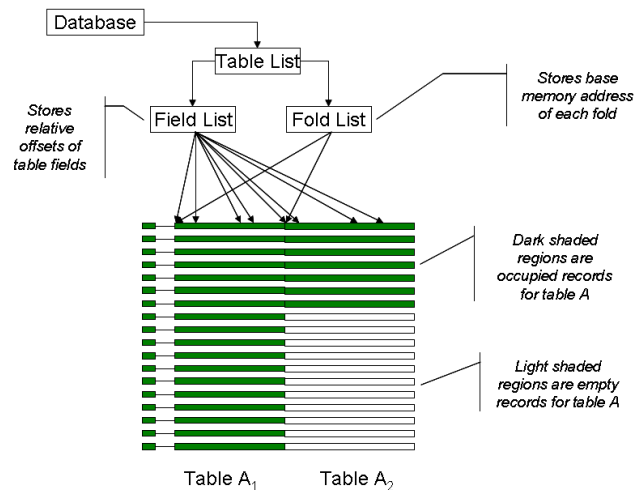 Database
Table List
Field List
Fold List
Stores
relative
offsets of
table fields
Stores base
memory address
of each fold
Dark shaded
regions are
occupied records
for table A
Light shaded
regions are empty
records for table A
Table A₁
Table A₂